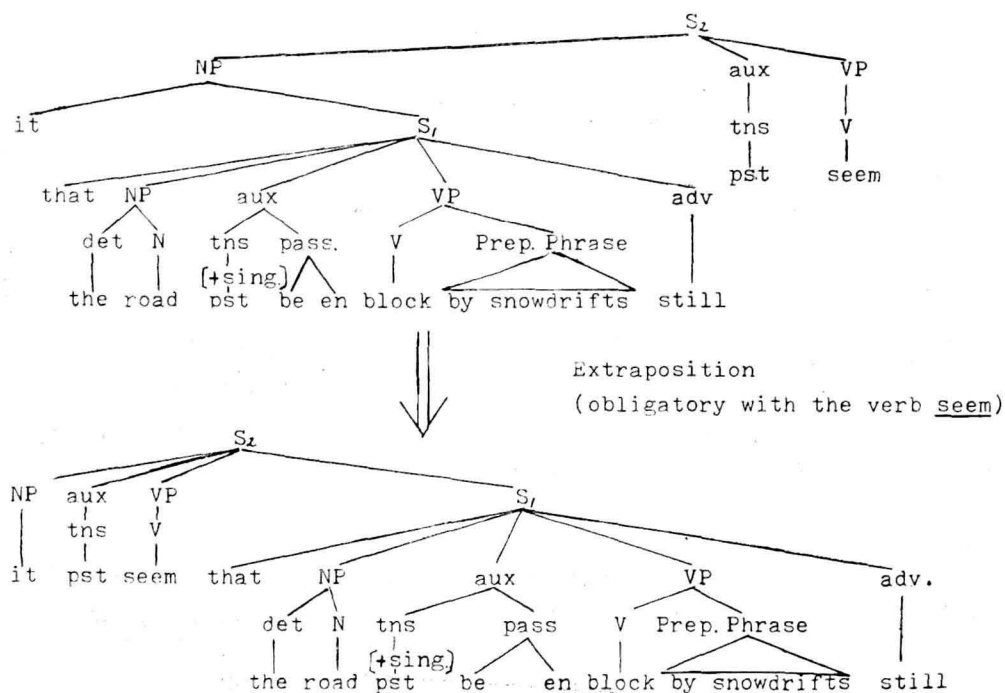 S₂
NP aux VP
it S₁ tns V
pst seem
that NP aux VP adv
det N tns pass. V Prep. Phrase
[+sing.]
the road pst be en block by snowdrifts still
Extraposition
(obligatory with the verb seem)
S₂
NP aux VP S₁
tns V
it pst seem that NP aux VP adv.
det N tns pass V Prep. Phrase
[+sing.]
the road pst be en block by snowdrifts still